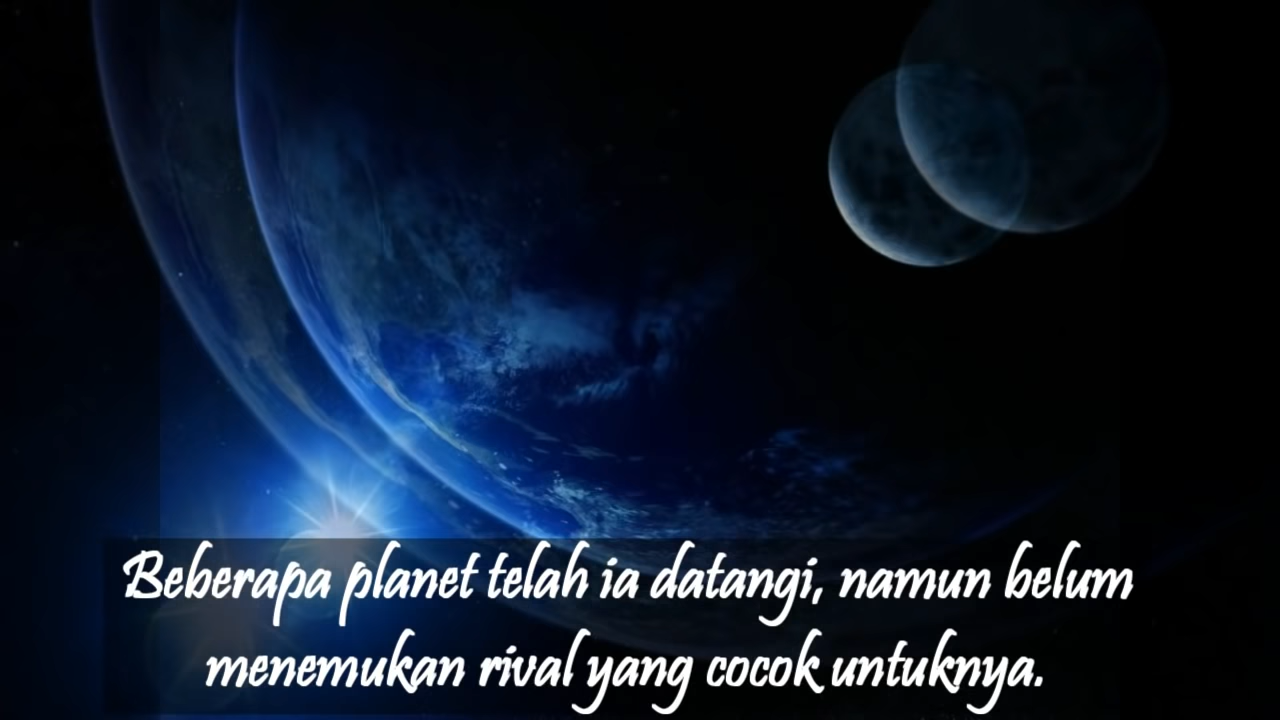 Beberapa planet telah ia datangi, namun belum
menemukan rival yang cocok untuknya.